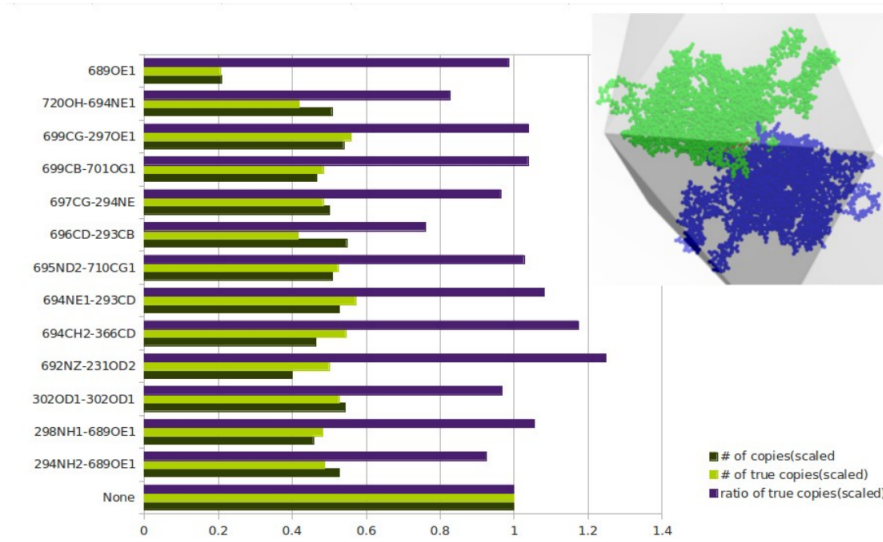 689OE1
720OH-694NE1
699CG-297OE1
699CB-701OG1
697CG-294NE
696CD-293CB
695ND2-710CG1
694NE1-293CD
694CH2-366CD
692NZ-231OD2
302OD1-302OD1
298NH1-689OE1
294NH2-689OE1
None
0 0.2 0.4 0.6 0.8 1 1.2 1.4
# of copies(scaled
# of true copies(scaled)
ratio of true copies(scaled)